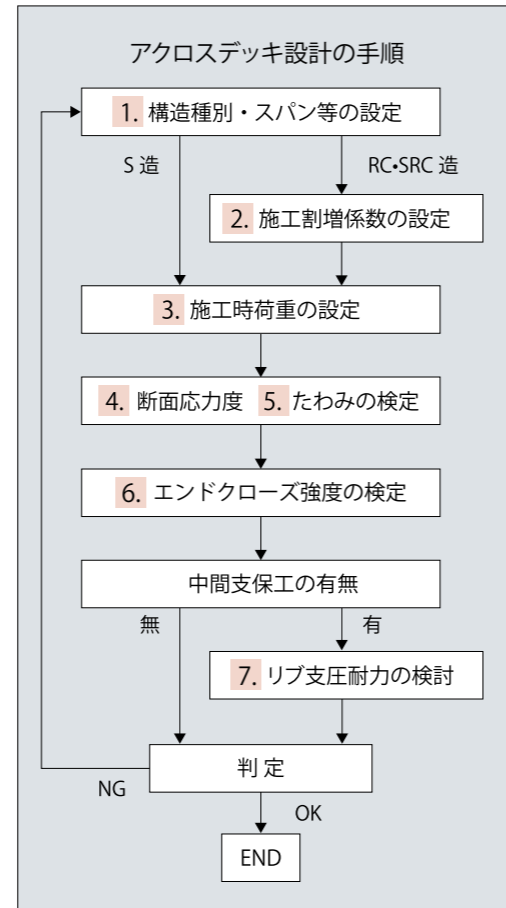 アクロスデッキ設計の手順
1. 構造種別・スパン等の設定
S 造
RC•SRC 造
2. 施工割増係数の設定
3. 施工時荷重の設定
4. 断面応力度 5. たわみの検定
6. エンドクローズ強度の検定
中間支保工の有無
無
有
7. リブ支圧耐力の検討
判 定
NG
OK
END